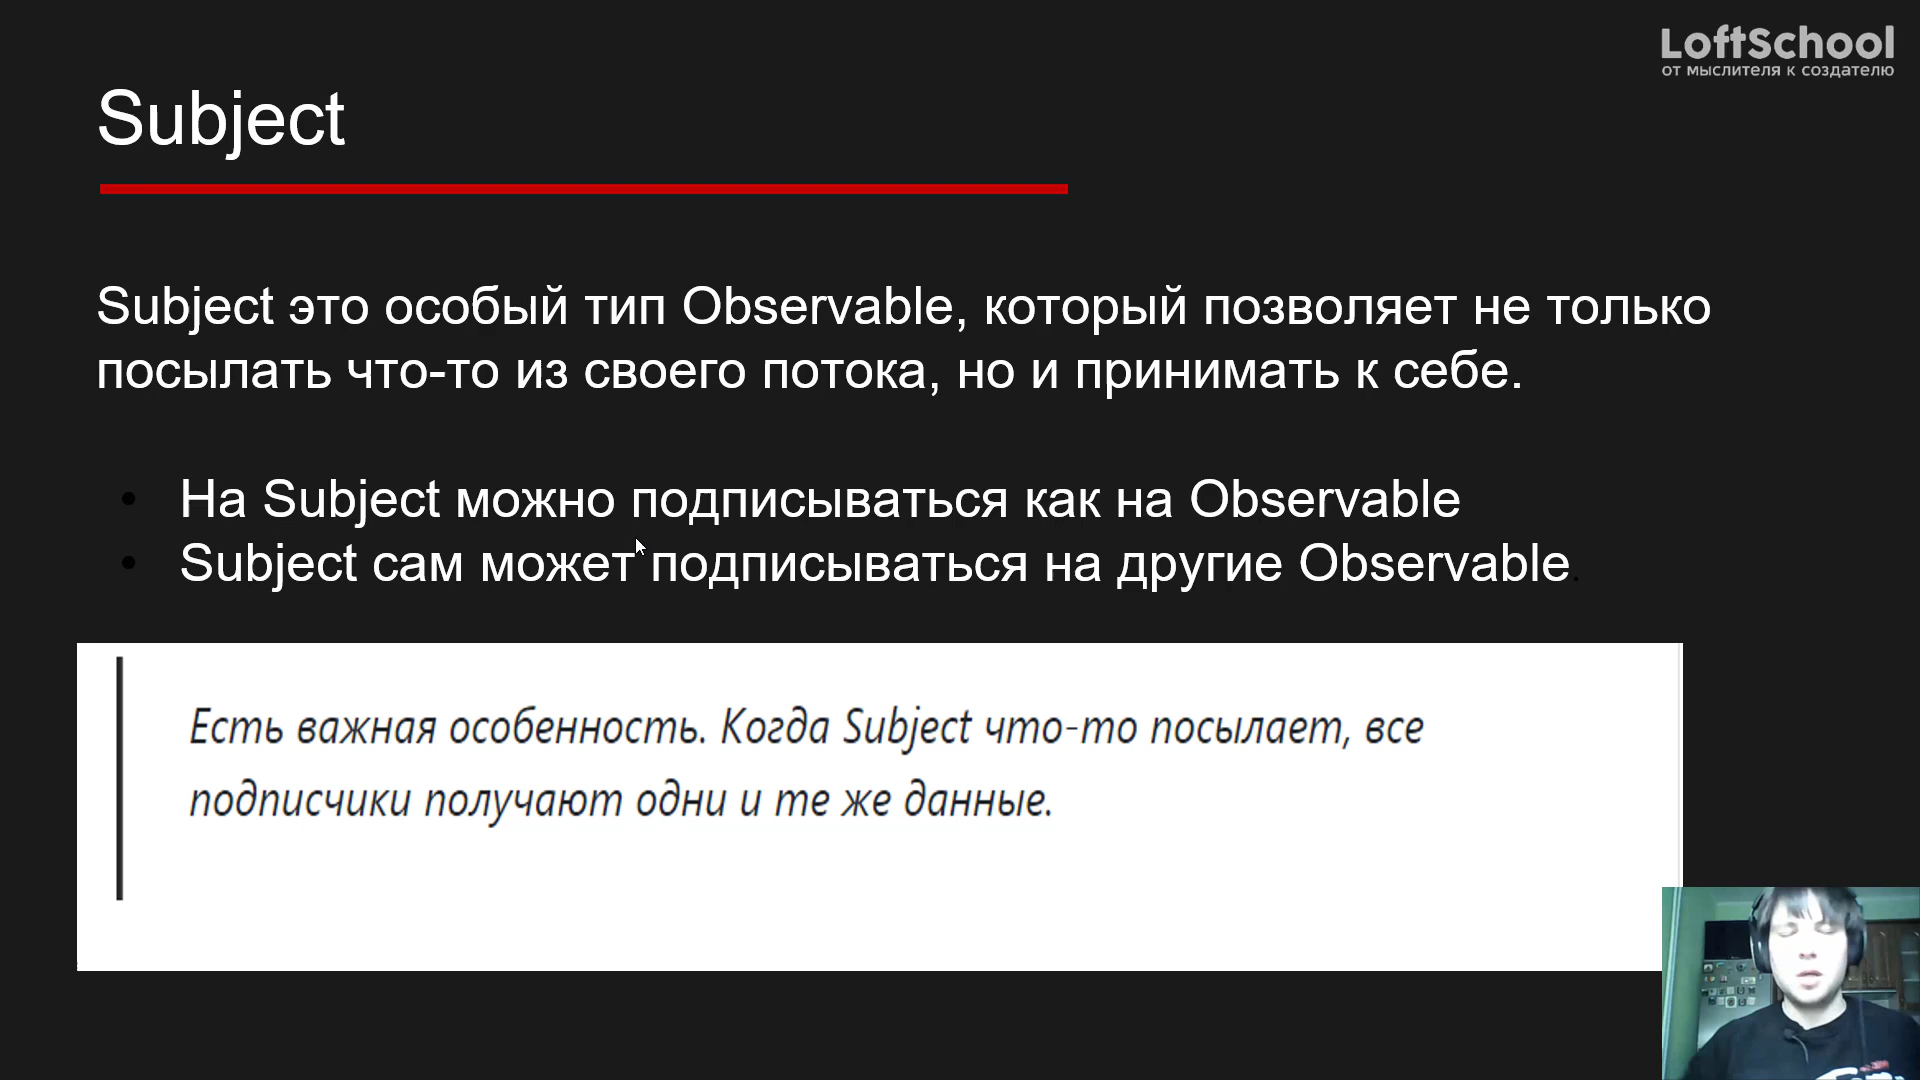 LoftSchool
от мыслителя к создателю
Subject
Subject это особый тип Observable, который позволяет не только
посылать что-то из своего потока, но и принимать к себе.
• На Subject можно подписываться как на Observable
• Subject сам может подписываться на другие Observable.
Есть важная особенность. Когда Subject что-то посылает, все
подписчики получают одни и те же данные.